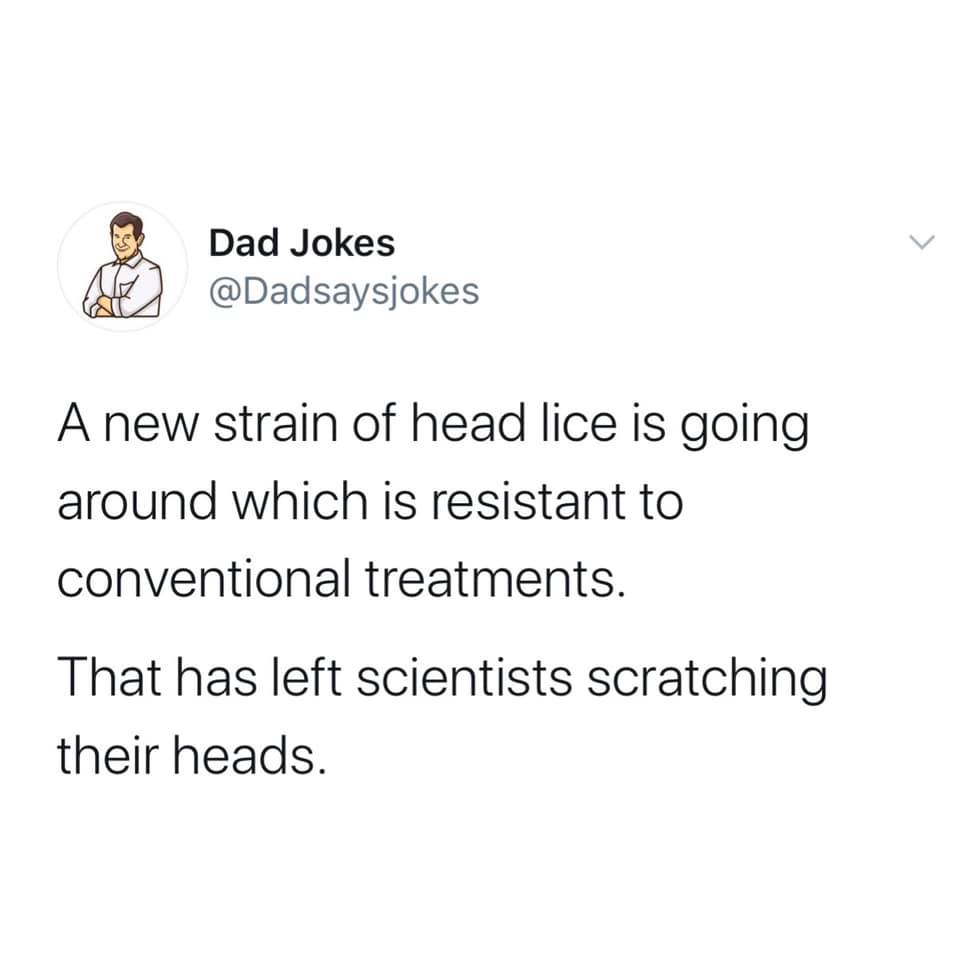 Dad Jokes
@Dadsaysjokes
A new strain of head lice is going
around which is resistant to
conventional treatments.
That has left scientists scratching
their heads.